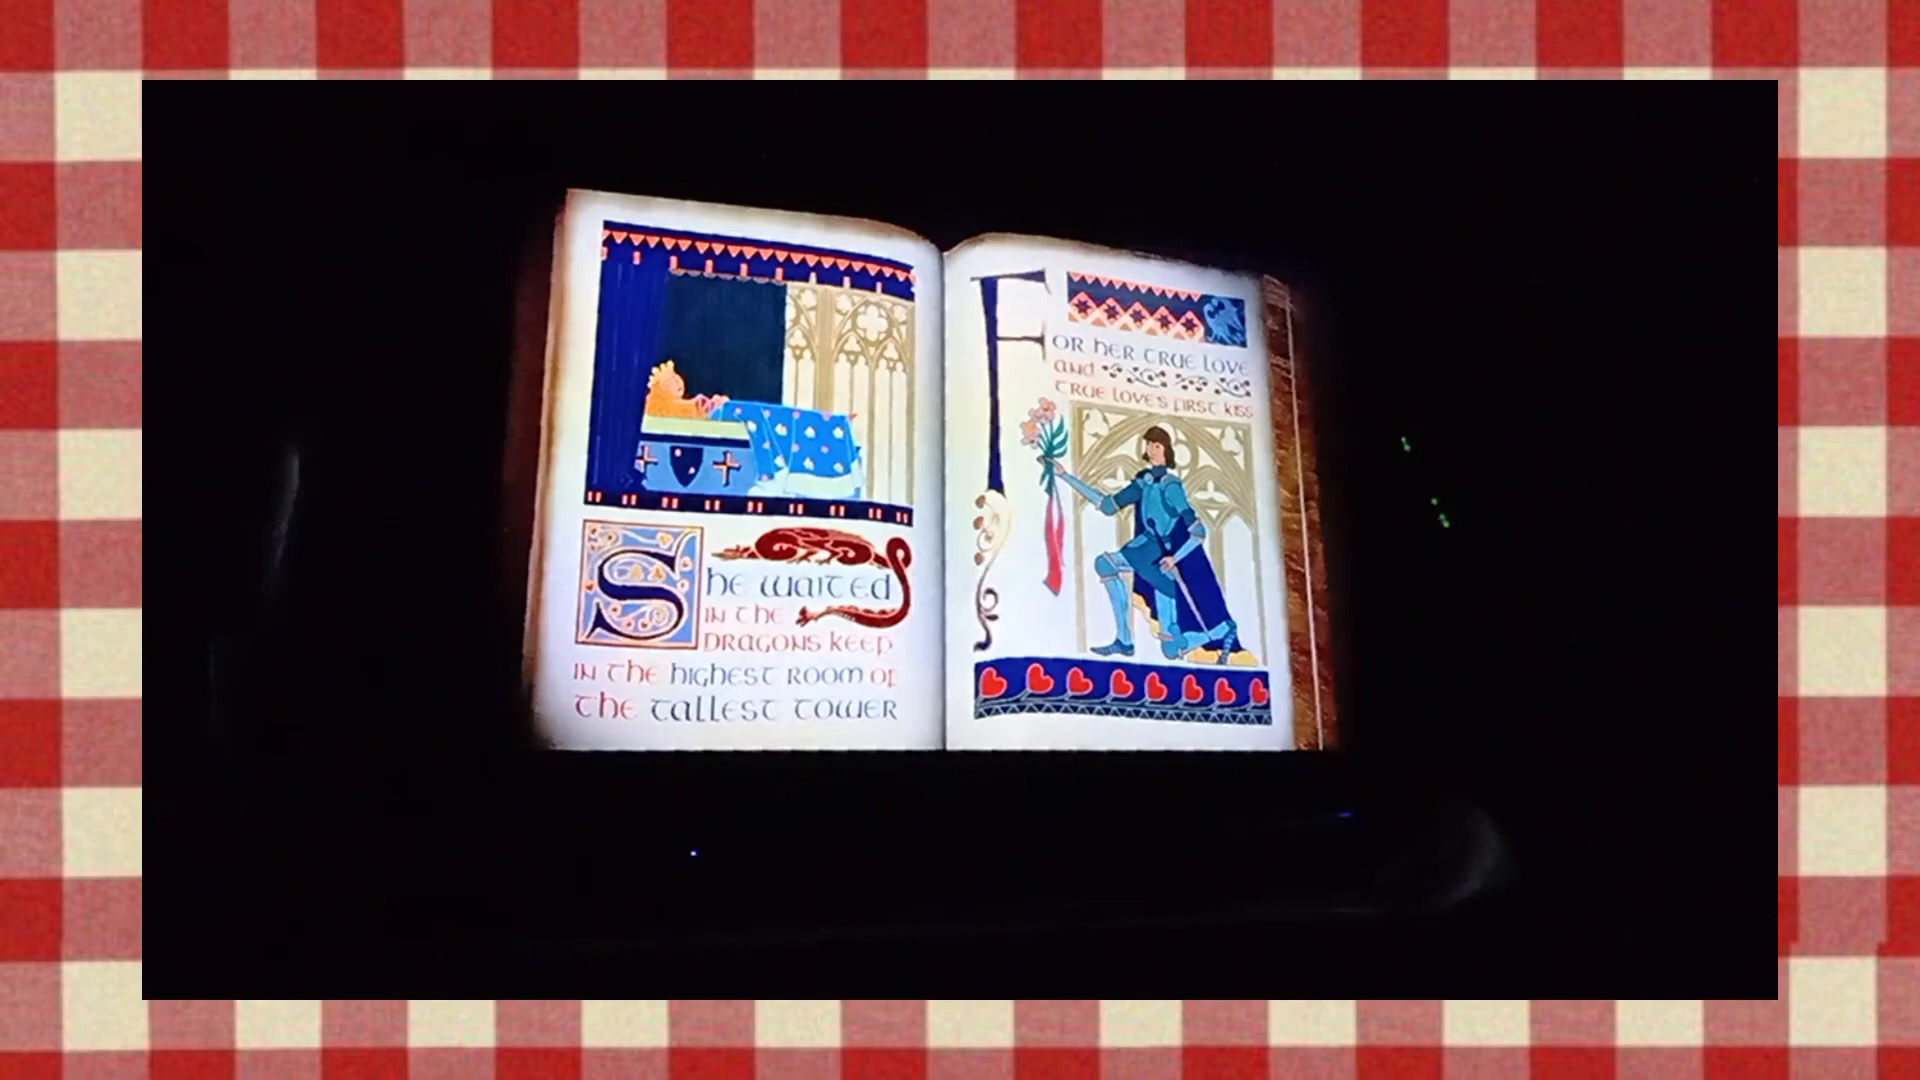 She waited
in the
dragons keep
in the highest room of
the tallest tower
For her true love
and
true love's first kiss